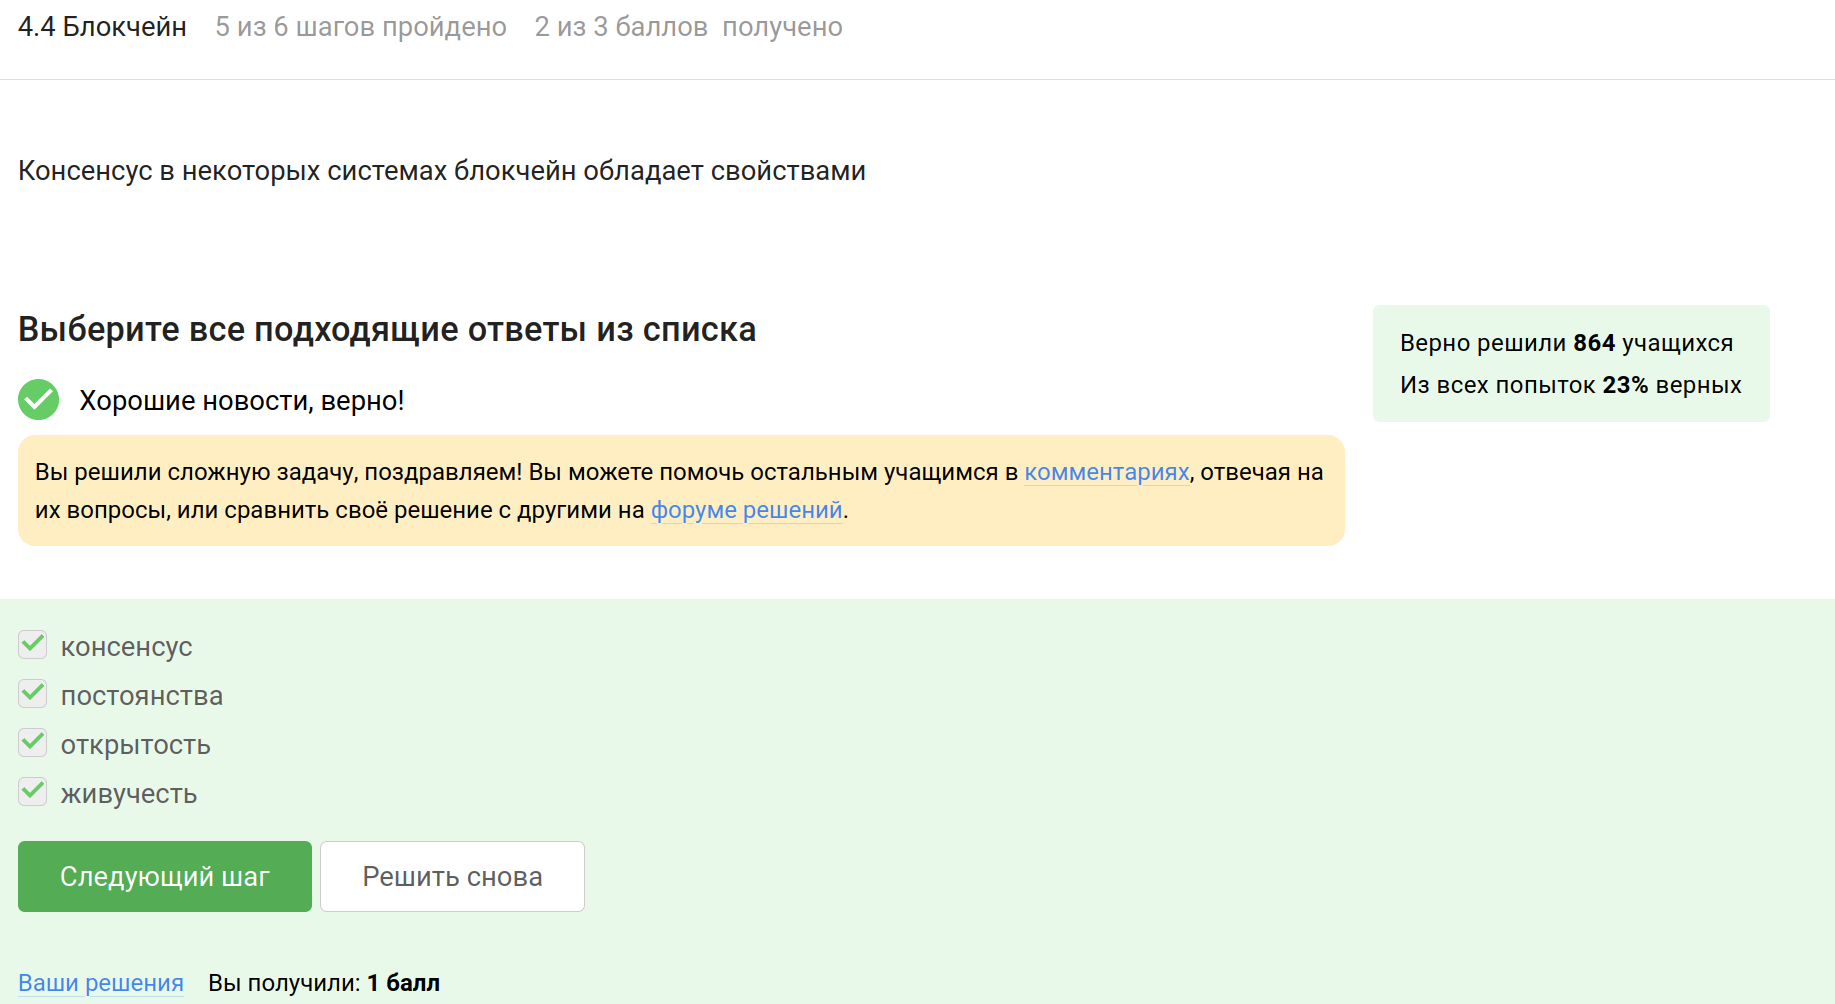 4.4 Блокчейн 5 из 6 шагов пройдено 2 из 3 баллов получено
Консенсус в некоторых системах блокчейн обладает свойствами
Выберите все подходящие ответы из списка
Верно решили 864 учащихся
Из всех попыток 23% верных
Хорошие новости, верно!
Вы решили сложную задачу, поздравляем! Вы можете помочь остальным учащимся в комментариях, отвечая на
их вопросы, или сравнить своё решение с другими на форуме решений.
консенсус
постоянства
открытость
живучесть
Следующий шаг Решить снова
Ваши решения Вы получили: 1 балл